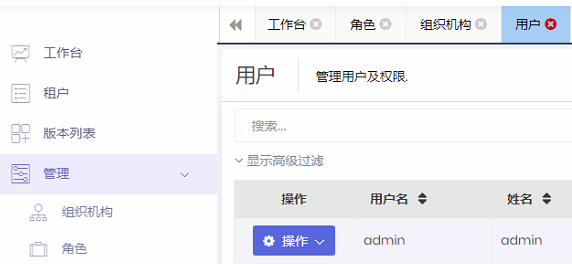 工作台
租户
版本列表
管理
组织机构
角色
工作台 角色 组织机构 用户
用户 管理用户及权限.
搜索...
显示高级过滤
操作 用户名 姓名
操作 admin admin